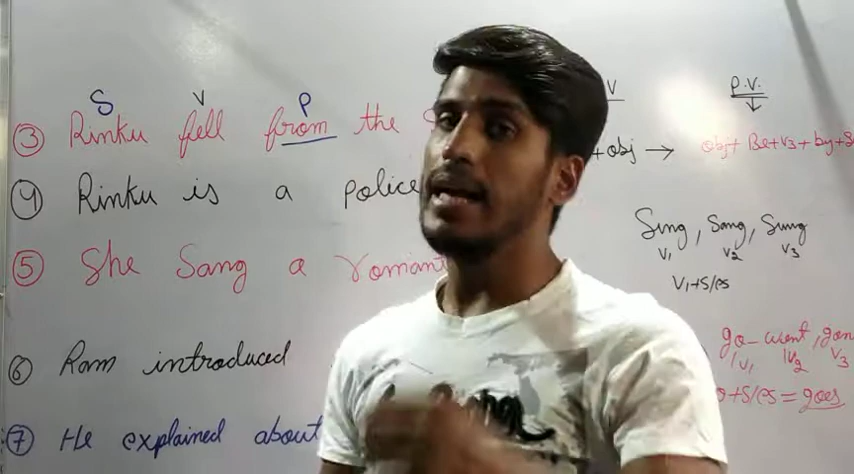 S V P
③ Rinku fell from the
④ Rinku is a police
⑤ She Sang a romant
⑥ Ram introduced
⑦ He explained about
V P.V.
+obj → obj+ Be+V3+by+S
Sing, Sang, Sung
V1 V2 V3
V1+S/es
go - went, gon
V1 V2 V3
+S/es = goes